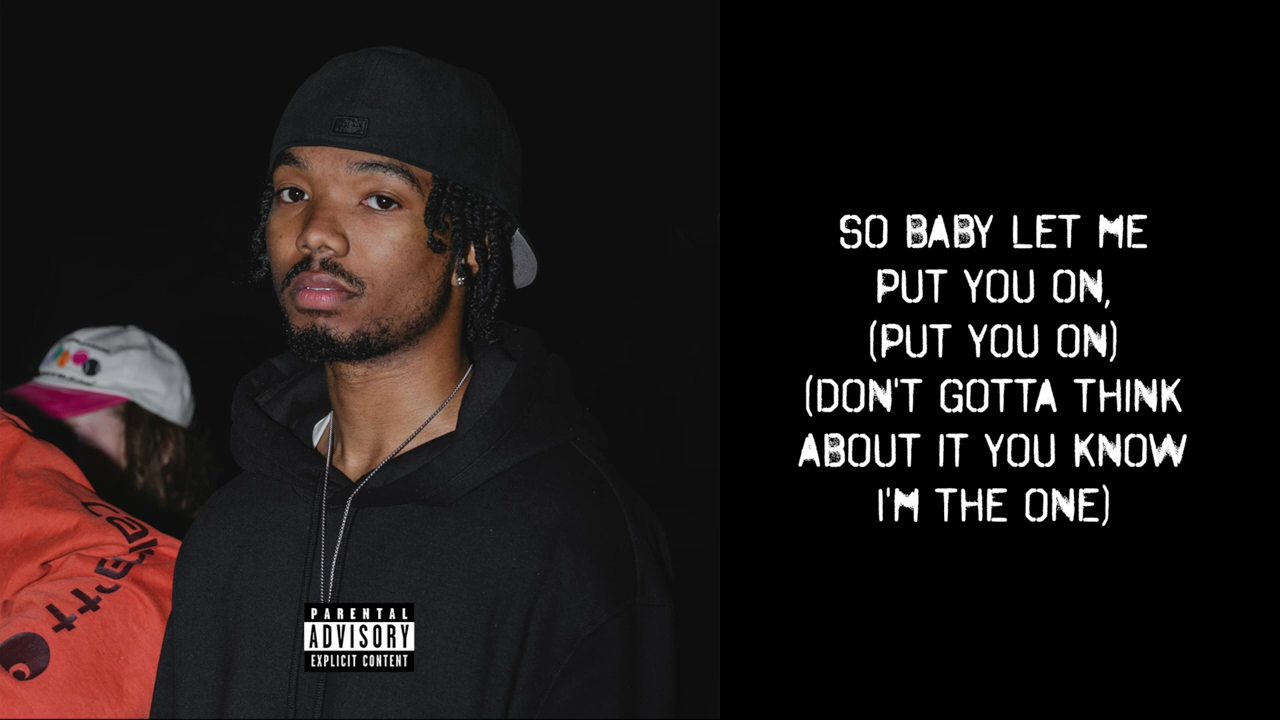 Carhartt
PARENTAL
ADVISORY
EXPLICIT CONTENT
SO BABY LET ME
PUT YOU ON,
(PUT YOU ON)
(DON'T GOTTA THINK
ABOUT IT YOU KNOW
I'M THE ONE)